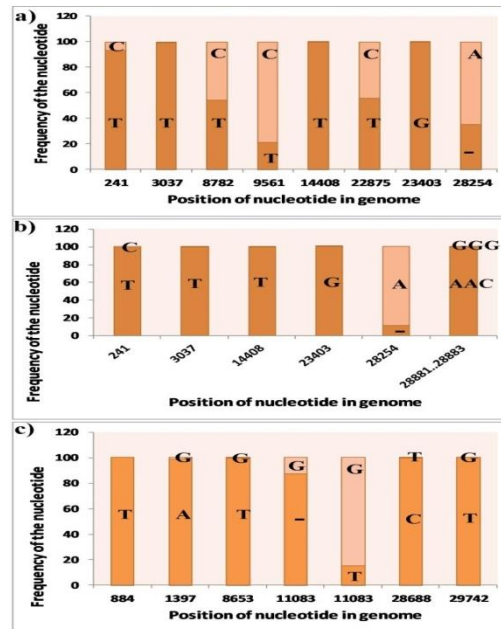 a)
120
100
80
60
40
20
0
Frequency of the nucleotide
C C C C A
T T T T T T G -
241 3037 8782 9561 14408 22875 23403 28254
Position of nucleotide in genome
b)
120
100
80
60
40
20
0
Frequency of the nucleotide
C GGG
T T T G A AAC
-
241 3037 14408 23403 28254 28881..28883
Position of nucleotide in genome
c)
120
100
80
60
40
20
0
Frequency of the nucleotide
G G G G T G
T A T - T C T
884 1397 8653 11083 11083 28688 29742
Position of nucleotide in genome